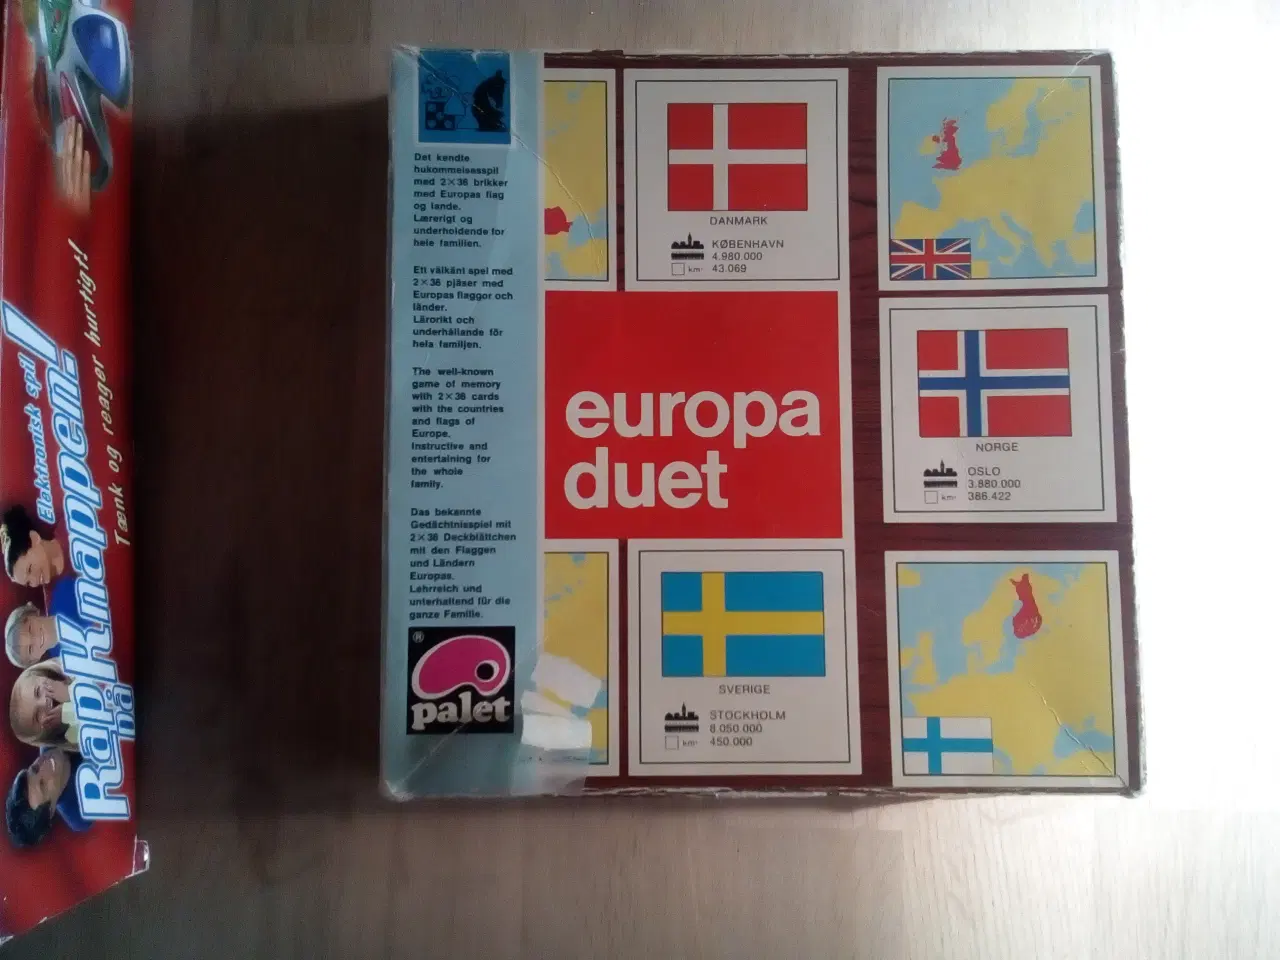 Elektronisk spil
Rap på
Knappen!
Tænk og reager hurtigt!
Det kendte
hukommelsesspil
med 2×36 brikker
med Europas flag
og lande.
Lærerigt og
underholdende for
hele familien.
Ett välkänt spel med
2×36 pjäser med
Europas flaggor och
länder.
Lärorikt och
underhållande för
hela familjen.
The well-known
game of memory
with 2×36 cards
with the countries
and flags of
Europe.
Instructive and
entertaining for
the whole
family.
Das bekannte
Gedächtnisspiel mit
2×36 Deckblättchen
mit den Flaggen
und Ländern
Europas.
Lehrreich und
unterhaltend für die
ganze Familie.
®
palet
DANMARK
KØBENHAVN
4.980.000
km² 43.069
europa
duet
NORGE
OSLO
3.880.000
km² 386.422
SVERIGE
STOCKHOLM
8.050.000
km² 450.000